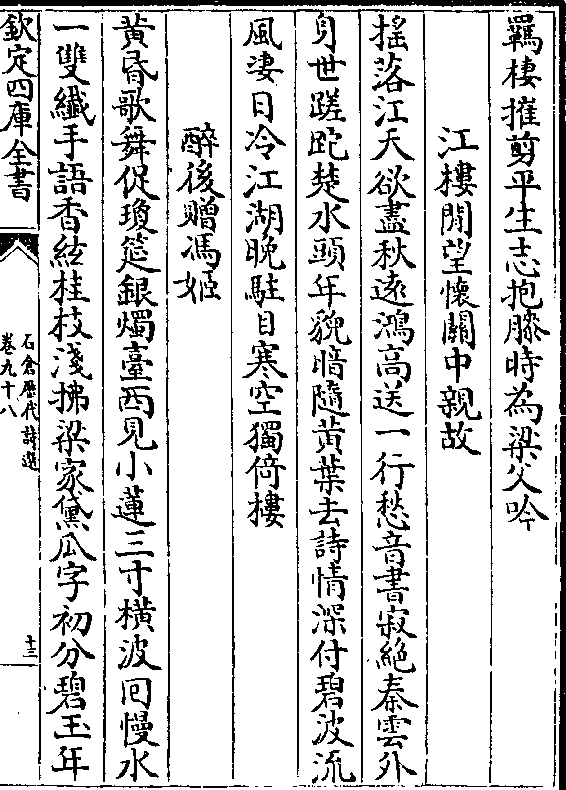 羈棲摧剪平生志抱膝時為梁父吟
江樓閒望懷關中親故
搖落江天欲盡秋遠鴻高送一行愁音書寂絶秦雲外
身世蹉跎楚水頭年貌暗隨黄葉去詩情深付碧波流
風淒日冷江湖晚駐目寒空獨倚樓
醉後贈馮姬
黄昏歌舞促瓊筵銀燭臺西見小蓮三寸橫波回慢水
一雙纖手語香絃桂枝淺拂梁家黛瓜字初分碧玉年
欽定四庫全書
石倉歷代詩選
卷九十八
十三